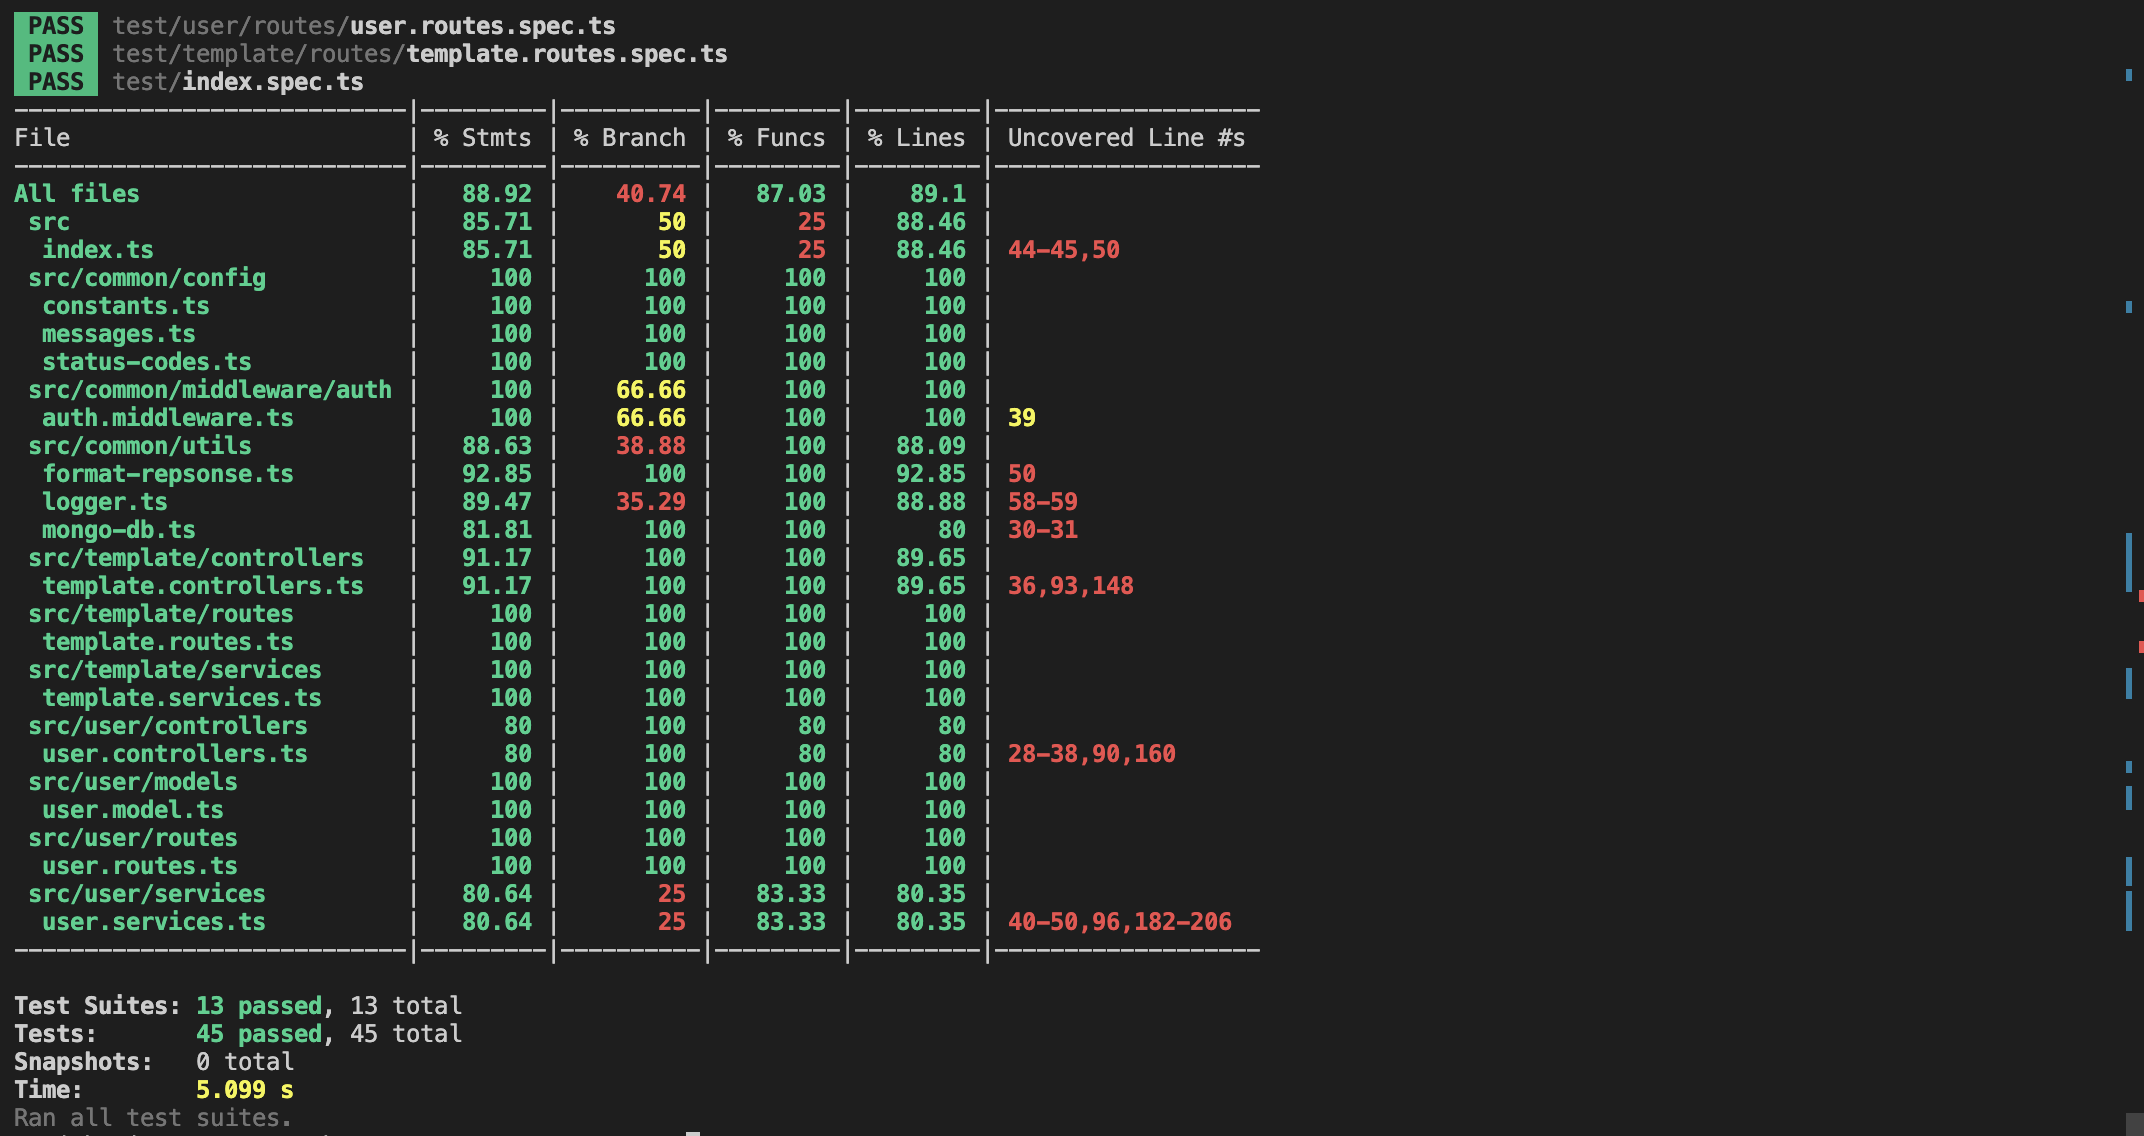 PASS test/user/routes/user.routes.spec.ts
PASS test/template/routes/template.routes.spec.ts
PASS test/index.spec.ts
File | % Stmts | % Branch | % Funcs | % Lines | Uncovered Line #s
All files | 88.92 | 40.74 | 87.03 | 89.1 |
src | 85.71 | 50 | 25 | 88.46 |
index.ts | 85.71 | 50 | 25 | 88.46 | 44-45,50
src/common/config | 100 | 100 | 100 | 100 |
constants.ts | 100 | 100 | 100 | 100 |
messages.ts | 100 | 100 | 100 | 100 |
status-codes.ts | 100 | 100 | 100 | 100 |
src/common/middleware/auth | 100 | 66.66 | 100 | 100 |
auth.middleware.ts | 100 | 66.66 | 100 | 100 | 39
src/common/utils | 88.63 | 38.88 | 100 | 88.09 |
format-repsonse.ts | 92.85 | 100 | 100 | 92.85 | 50
logger.ts | 89.47 | 35.29 | 100 | 88.88 | 58-59
mongo-db.ts | 81.81 | 100 | 100 | 80 | 30-31
src/template/controllers | 91.17 | 100 | 100 | 89.65 |
template.controllers.ts | 91.17 | 100 | 100 | 89.65 | 36,93,148
src/template/routes | 100 | 100 | 100 | 100 |
template.routes.ts | 100 | 100 | 100 | 100 |
src/template/services | 100 | 100 | 100 | 100 |
template.services.ts | 100 | 100 | 100 | 100 |
src/user/controllers | 80 | 100 | 80 | 80 |
user.controllers.ts | 80 | 100 | 80 | 80 | 28-38,90,160
src/user/models | 100 | 100 | 100 | 100 |
user.model.ts | 100 | 100 | 100 | 100 |
src/user/routes | 100 | 100 | 100 | 100 |
user.routes.ts | 100 | 100 | 100 | 100 |
src/user/services | 80.64 | 25 | 83.33 | 80.35 |
user.services.ts | 80.64 | 25 | 83.33 | 80.35 | 40-50,96,182-206
Test Suites: 13 passed, 13 total
Tests: 45 passed, 45 total
Snapshots: 0 total
Time: 5.099 s
Ran all test suites.